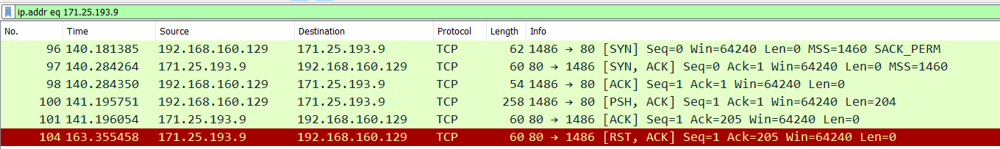 ip.addr eq 171.25.193.9
No. Time Source Destination Protocol Length Info
96 140.181385 192.168.160.129 171.25.193.9 TCP 62 1486 → 80 [SYN] Seq=0 Win=64240 Len=0 MSS=1460 SACK_PERM
97 140.284264 171.25.193.9 192.168.160.129 TCP 60 80 → 1486 [SYN, ACK] Seq=0 Ack=1 Win=64240 Len=0 MSS=1460
98 140.284350 192.168.160.129 171.25.193.9 TCP 54 1486 → 80 [ACK] Seq=1 Ack=1 Win=64240 Len=0
100 141.195751 192.168.160.129 171.25.193.9 TCP 258 1486 → 80 [PSH, ACK] Seq=1 Ack=1 Win=64240 Len=204
101 141.196054 171.25.193.9 192.168.160.129 TCP 60 80 → 1486 [ACK] Seq=1 Ack=205 Win=64240 Len=0
104 163.355458 171.25.193.9 192.168.160.129 TCP 60 80 → 1486 [RST, ACK] Seq=1 Ack=205 Win=64240 Len=0